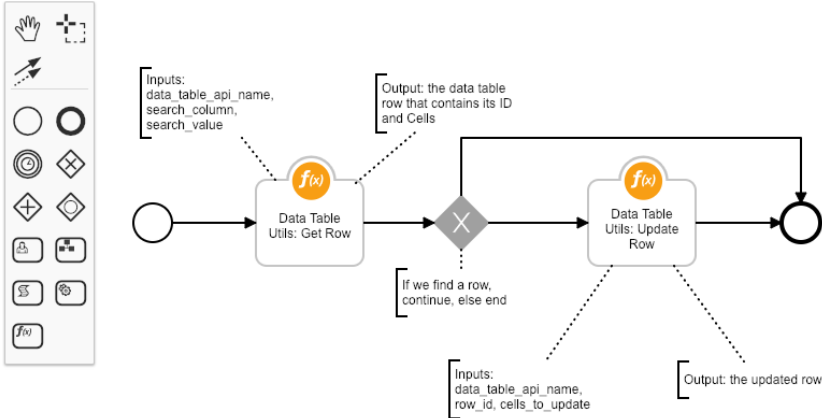 Inputs:
data_table_api_name,
search_column,
search_value
Output: the data table
row that contains its ID
and Cells
f(x)
Data Table
Utils: Get Row
X
If we find a row,
continue, else end
f(x)
Data Table
Utils: Update
Row
Inputs:
data_table_api_name,
row_id, cells_to_update
Output: the updated row
f(x)